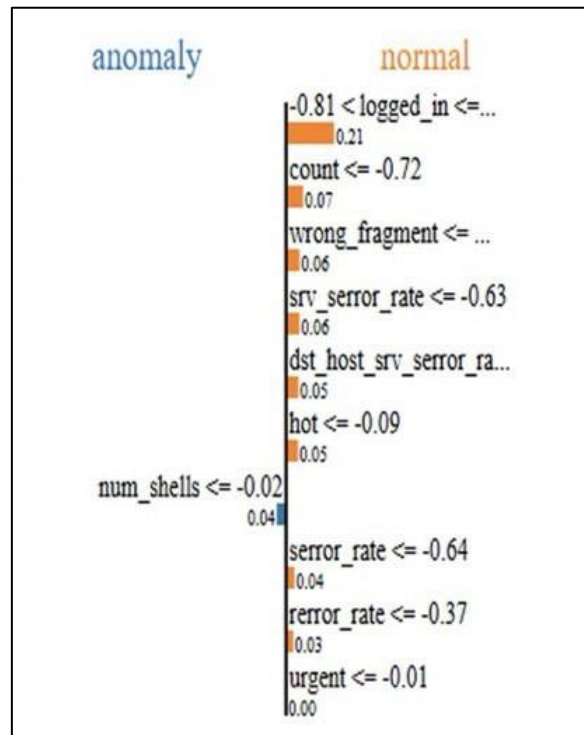 anomaly normal
-0.81 < logged_in <=...
0.21
count <= -0.72
0.07
wrong_fragment <= ...
0.06
srv_serror_rate <= -0.63
0.06
dst_host_srv_serror_ra...
0.05
hot <= -0.09
0.05
num_shells <= -0.02
0.04
serror_rate <= -0.64
0.04
rerror_rate <= -0.37
0.03
urgent <= -0.01
0.00